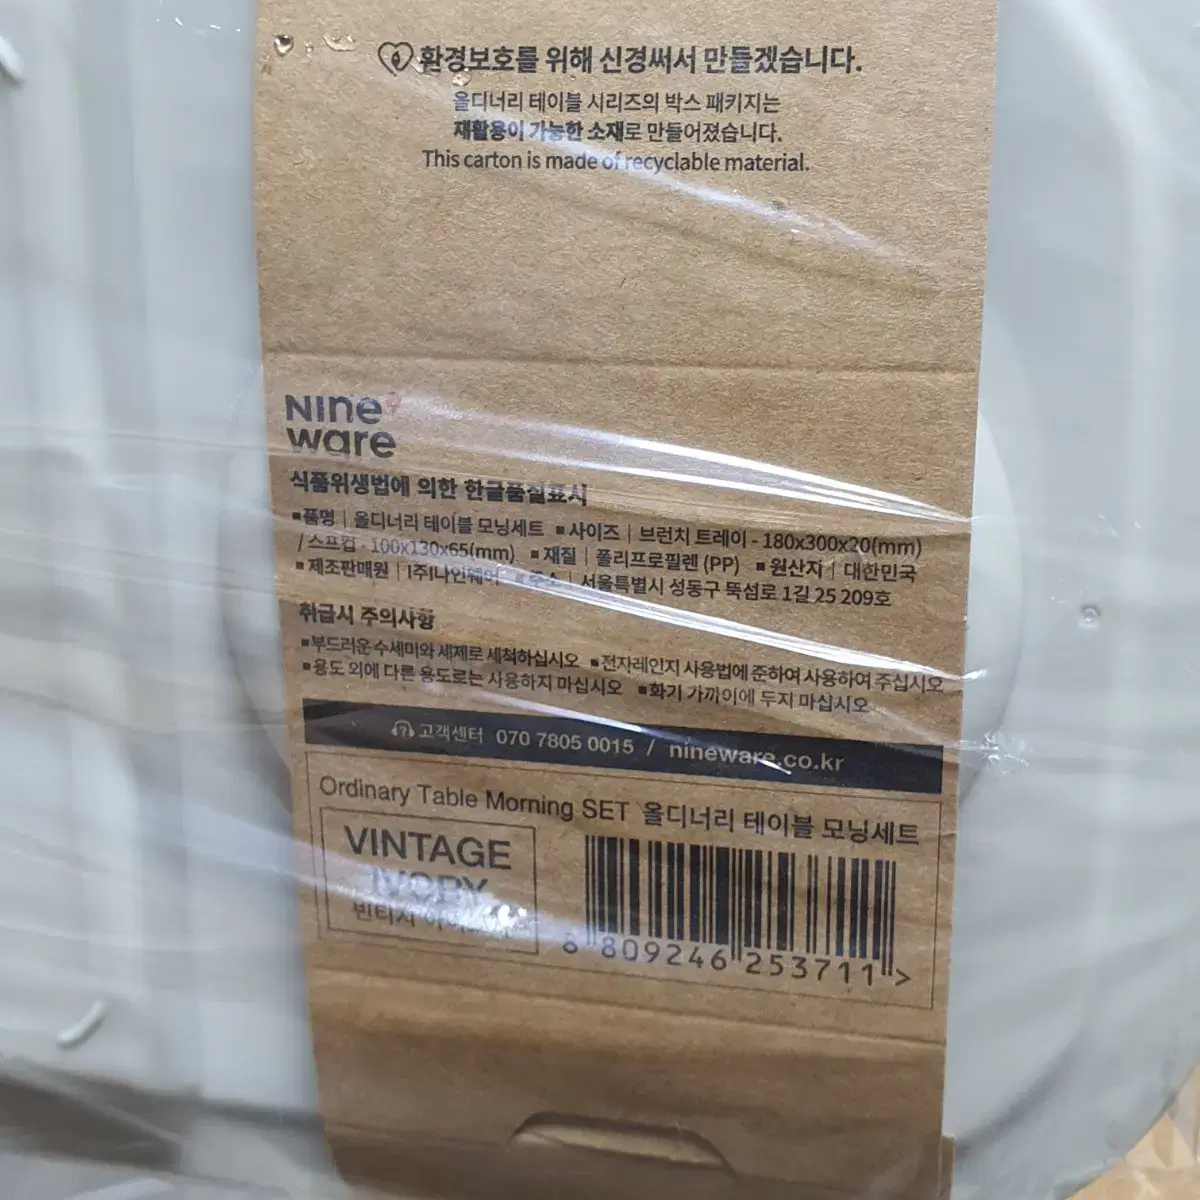 환경보호를 위해 신경써서 만들겠습니다.
올디너리 테이블 시리즈의 박스 패키지는
재활용이 가능한 소재로 만들어졌습니다.
This carton is made of recyclable material.
Nine
ware
식품위생법에 의한 한글품질표시
▪품명 | 올디너리 테이블 모닝세트 ▪사이즈 | 브런치 트레이 - 180x300x20(mm)
/ 스프컵 - 100x130x65(mm) ▪재질 | 폴리프로필렌 (PP) ▪원산지 | 대한민국
▪제조판매원 | (주)나인웨어 ▪주소 | 서울특별시 성동구 뚝섬로 1길 25 209호
취급시 주의사항
▪부드러운 수세미와 세제로 세척하십시오 ▪전자레인지 사용법에 준하여 사용하여 주십시오
▪용도 외에 다른 용도로는 사용하지 마십시오 ▪화기 가까이에 두지 마십시오
고객센터 070 7805 0015 / nineware.co.kr
Ordinary Table Morning SET 올디너리 테이블 모닝세트
VINTAGE
IVORY
빈티지 아이보리
8 809246 253711 >